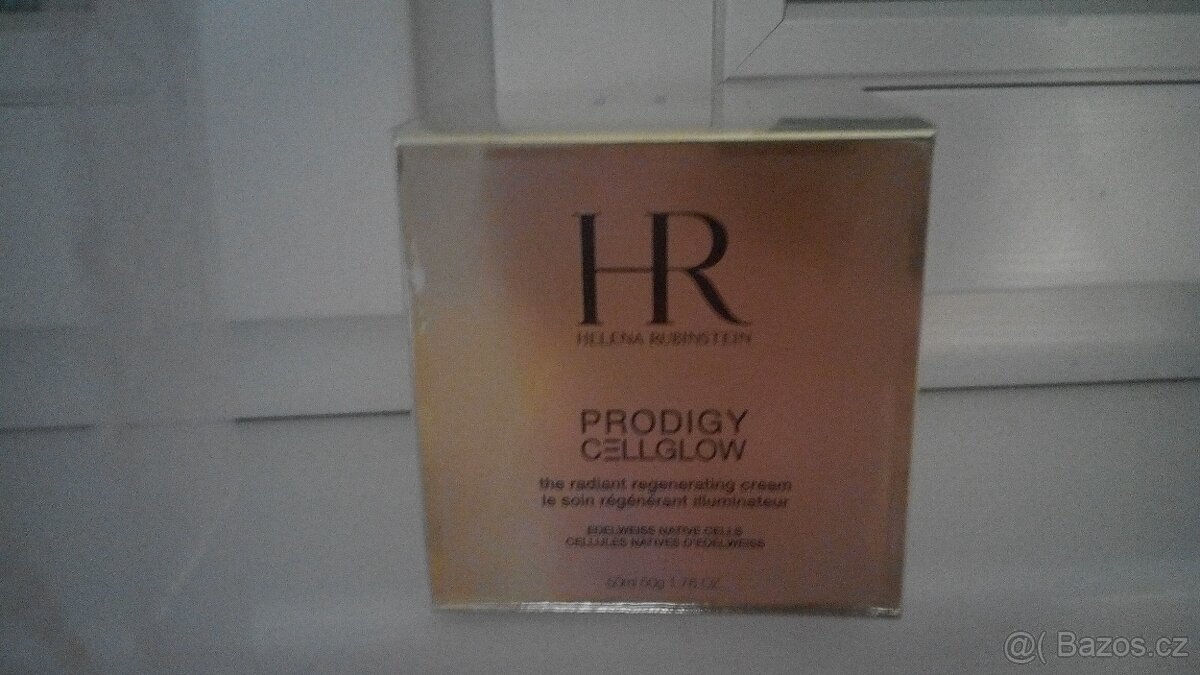 HR
HELENA RUBINSTEIN
PRODIGY
CELLGLOW
the radiant regenerating cream
le soin régénérant illuminateur
EDELWEISS NATIVE CELLS
CELLULES NATIVES D'EDELWEISS
50ml 50g 1.76 OZ
@( Bazos.cz